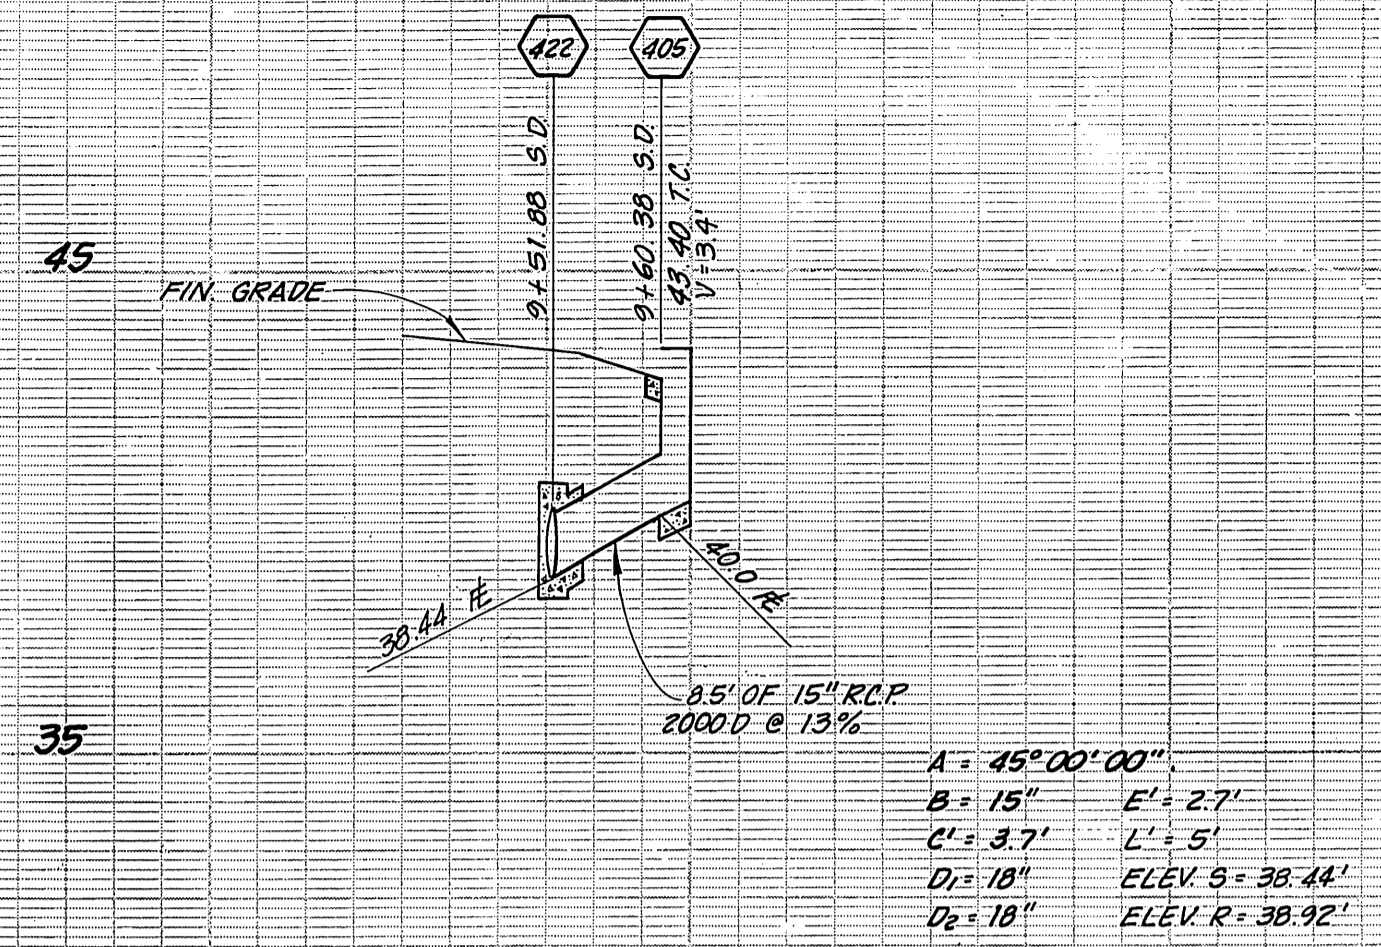 422
405
9+51.88 S.D.
9+60.38 S.D.
43.40 T.C.
V=3.4'
45
FIN. GRADE
38.44 FL
40.0 FL
8.5' OF 15" R.C.P.
2000 D @ 13%
35
A = 45°00'00".
B = 15" E' = 2.7'
C' = 3.7' L' = 5'
D1 = 18" ELEV. S = 38.44'
D2 = 18" ELEV. R = 38.92'